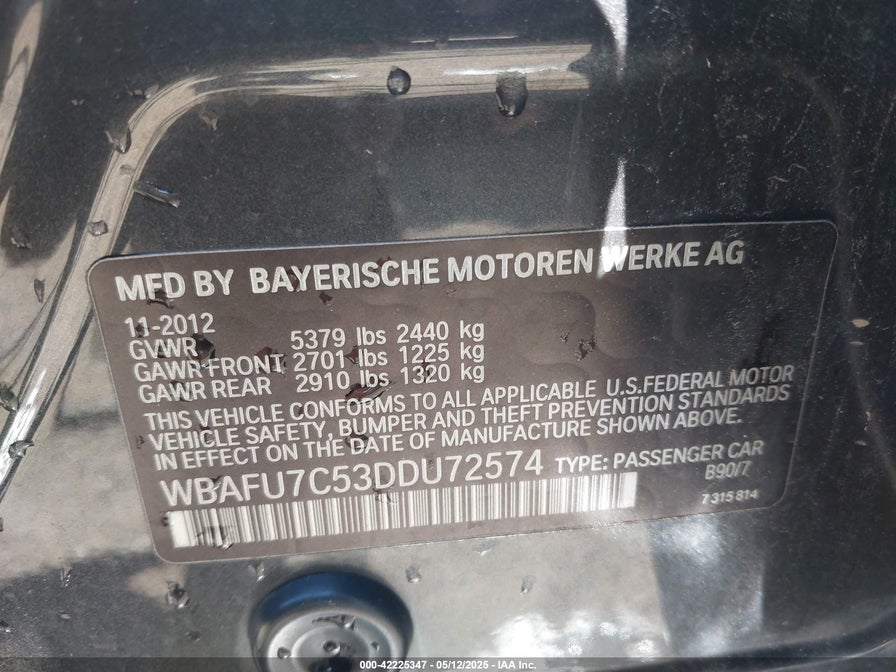 MFD BY BAYERISCHE MOTOREN WERKE AG
11-2012
GVWR 5379 lbs 2440 kg
GAWR FRONT 2701 lbs 1225 kg
GAWR REAR 2910 lbs 1320 kg
THIS VEHICLE CONFORMS TO ALL APPLICABLE U.S.FEDERAL MOTOR
VEHICLE SAFETY, BUMPER AND THEFT PREVENTION STANDARDS
IN EFFECT ON THE DATE OF MANUFACTURE SHOWN ABOVE.
WBAFU7C53DDU72574 TYPE: PASSENGER CAR
B90/7
7 315 814
000-42225347 - 05/12/2025 - IAA Inc.